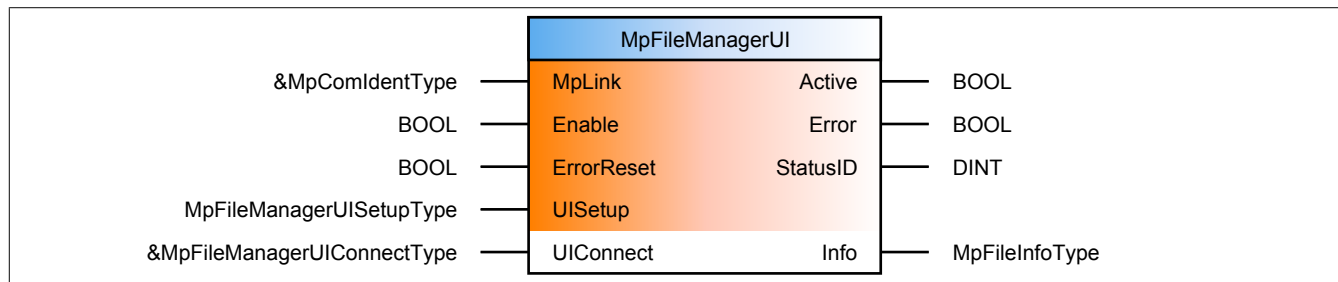 MpFileManagerUI
&MpComIdentType MpLink Active BOOL
BOOL Enable Error BOOL
BOOL ErrorReset StatusID DINT
MpFileManagerUISetupType UISetup
&MpFileManagerUIConnectType UIConnect Info MpFileInfoType